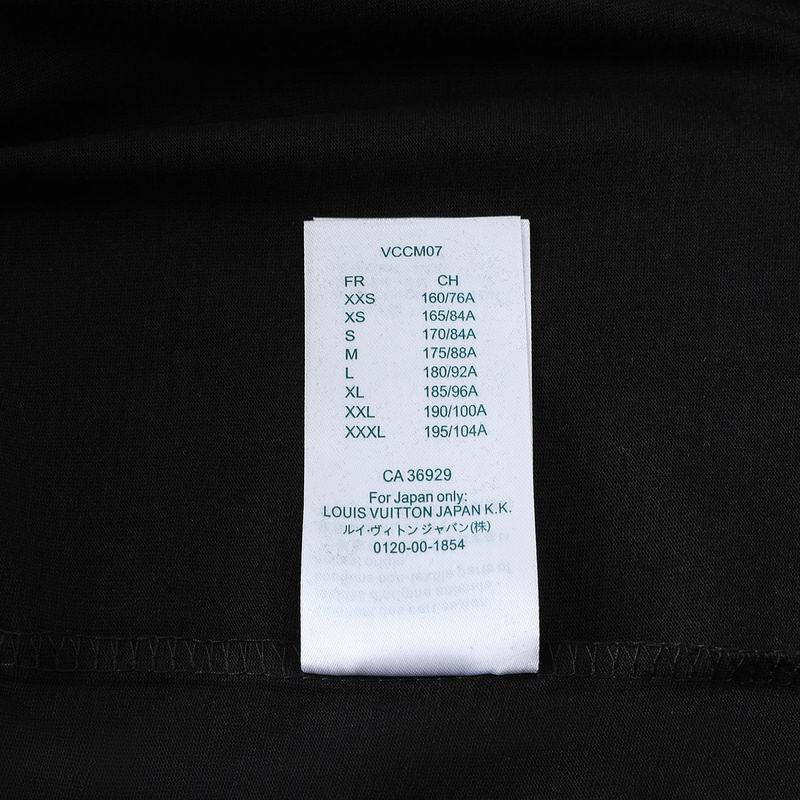 VCCM07
FR CH
XXS 160/76A
XS 165/84A
S 170/84A
M 175/88A
L 180/92A
XL 185/96A
XXL 190/100A
XXXL 195/104A
CA 36929
For Japan only:
LOUIS VUITTON JAPAN K.K.
ルイ·ヴィトン ジャパン(株)
0120-00-1854